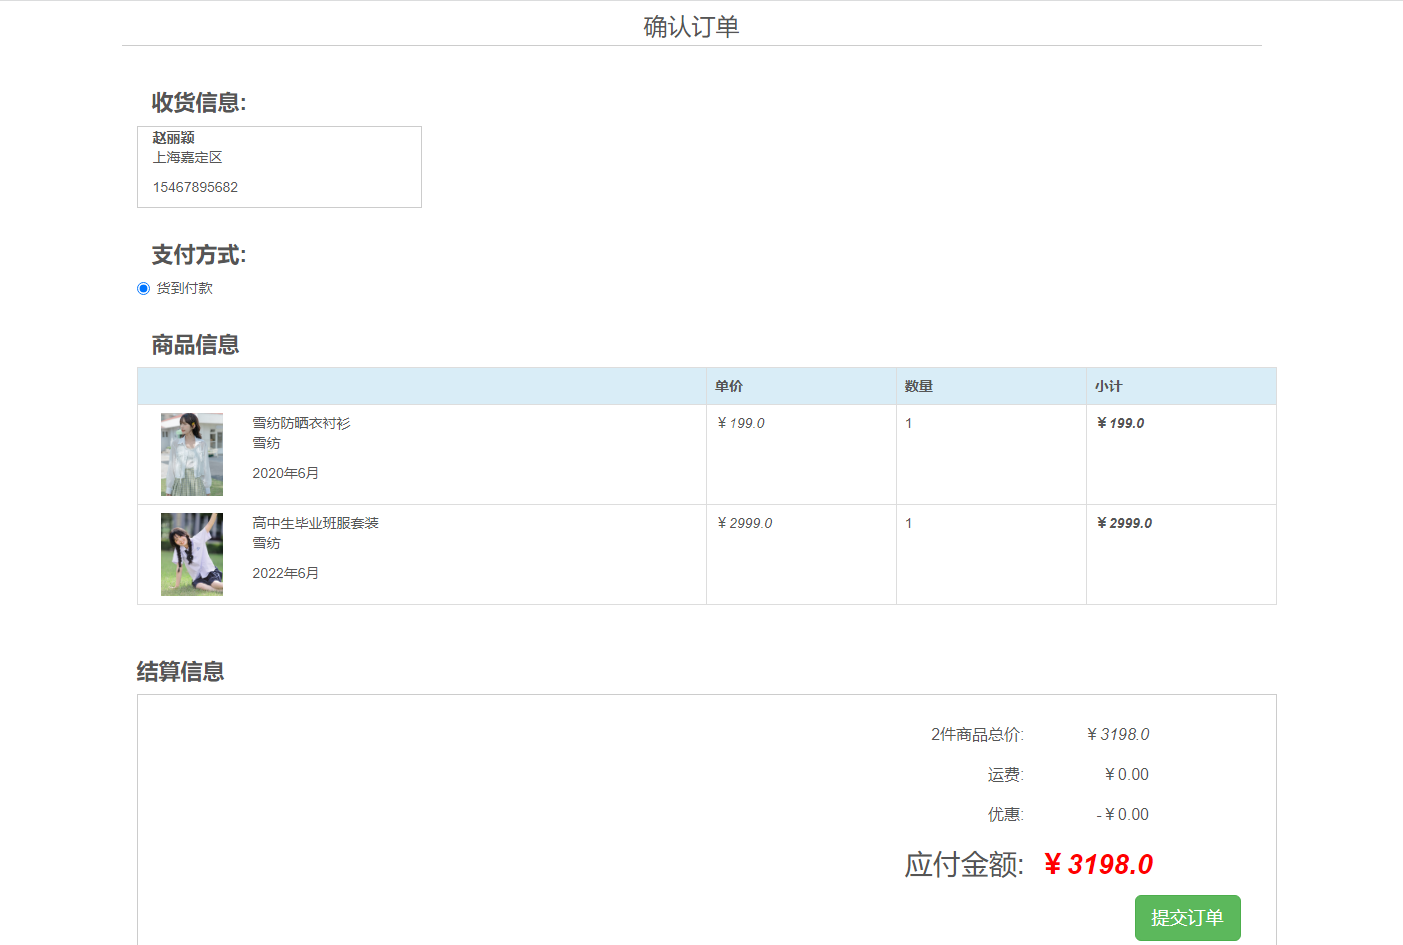 确认订单
收货信息:
赵丽颖
上海嘉定区
15467895682
支付方式:
货到付款
商品信息
单价 数量 小计
雪纺防晒衣衬衫 ¥ 199.0 1 ¥ 199.0
雪纺
2020年6月
高中生毕业班服套装 ¥ 2999.0 1 ¥ 2999.0
雪纺
2022年6月
结算信息
2件商品总价: ¥ 3198.0
运费: ¥ 0.00
优惠: -¥ 0.00
应付金额: ¥ 3198.0
提交订单